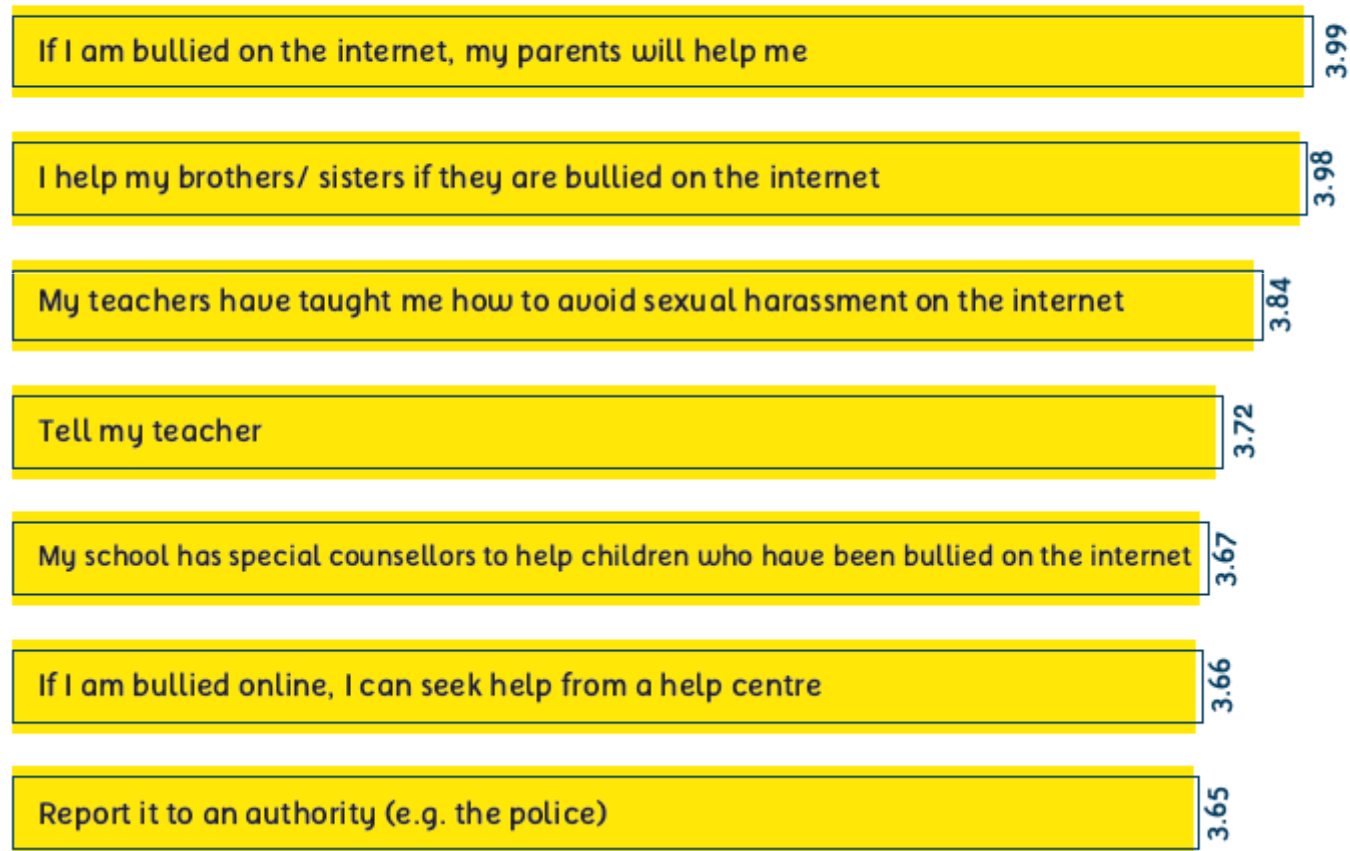 If I am bullied on the internet, my parents will help me
3.99
I help my brothers/ sisters if they are bullied on the internet
3.98
My teachers have taught me how to avoid sexual harassment on the internet
3.84
Tell my teacher
3.72
My school has special counsellors to help children who have been bullied on the internet
3.67
If I am bullied online, I can seek help from a help centre
3.66
Report it to an authority (e.g. the police)
3.65